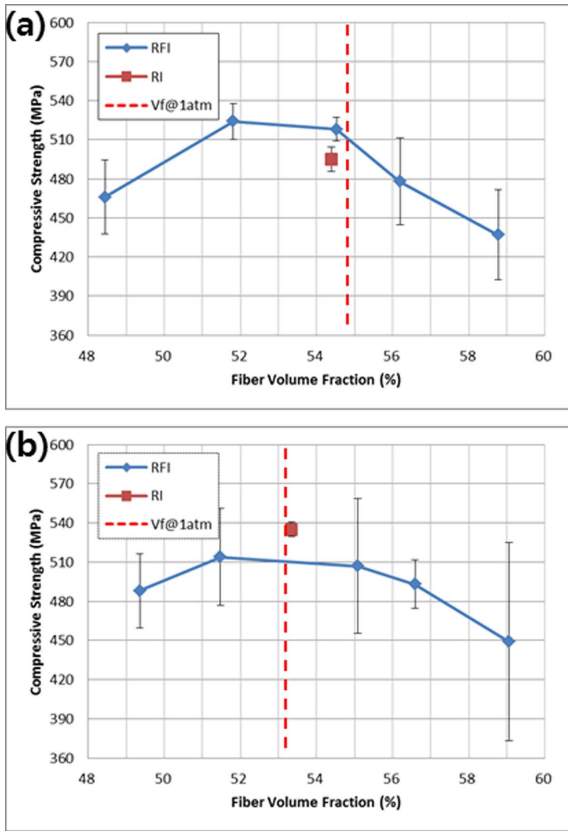 (a)
600
570
540
510
480
450
420
390
360
Compressive Strength (MPa)
RFI
RI
Vf@1atm
48 50 52 54 56 58 60
Fiber Volume Fraction (%)
(b)
600
570
540
510
480
450
420
390
360
Compressive Strength (MPa)
RFI
RI
Vf@1atm
48 50 52 54 56 58 60
Fiber Volume Fraction (%)